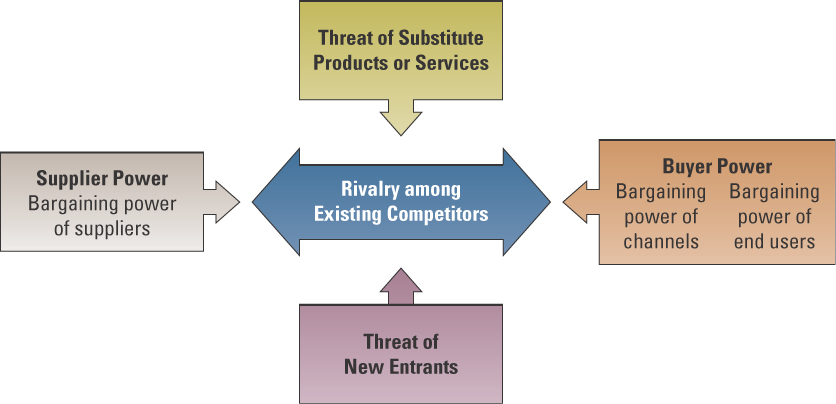 Threat of Substitute
Products or Services
Supplier Power
Bargaining power
of suppliers
Rivalry among
Existing Competitors
Buyer Power
Bargaining
power of
channels
Bargaining
power of
end users
Threat of
New Entrants